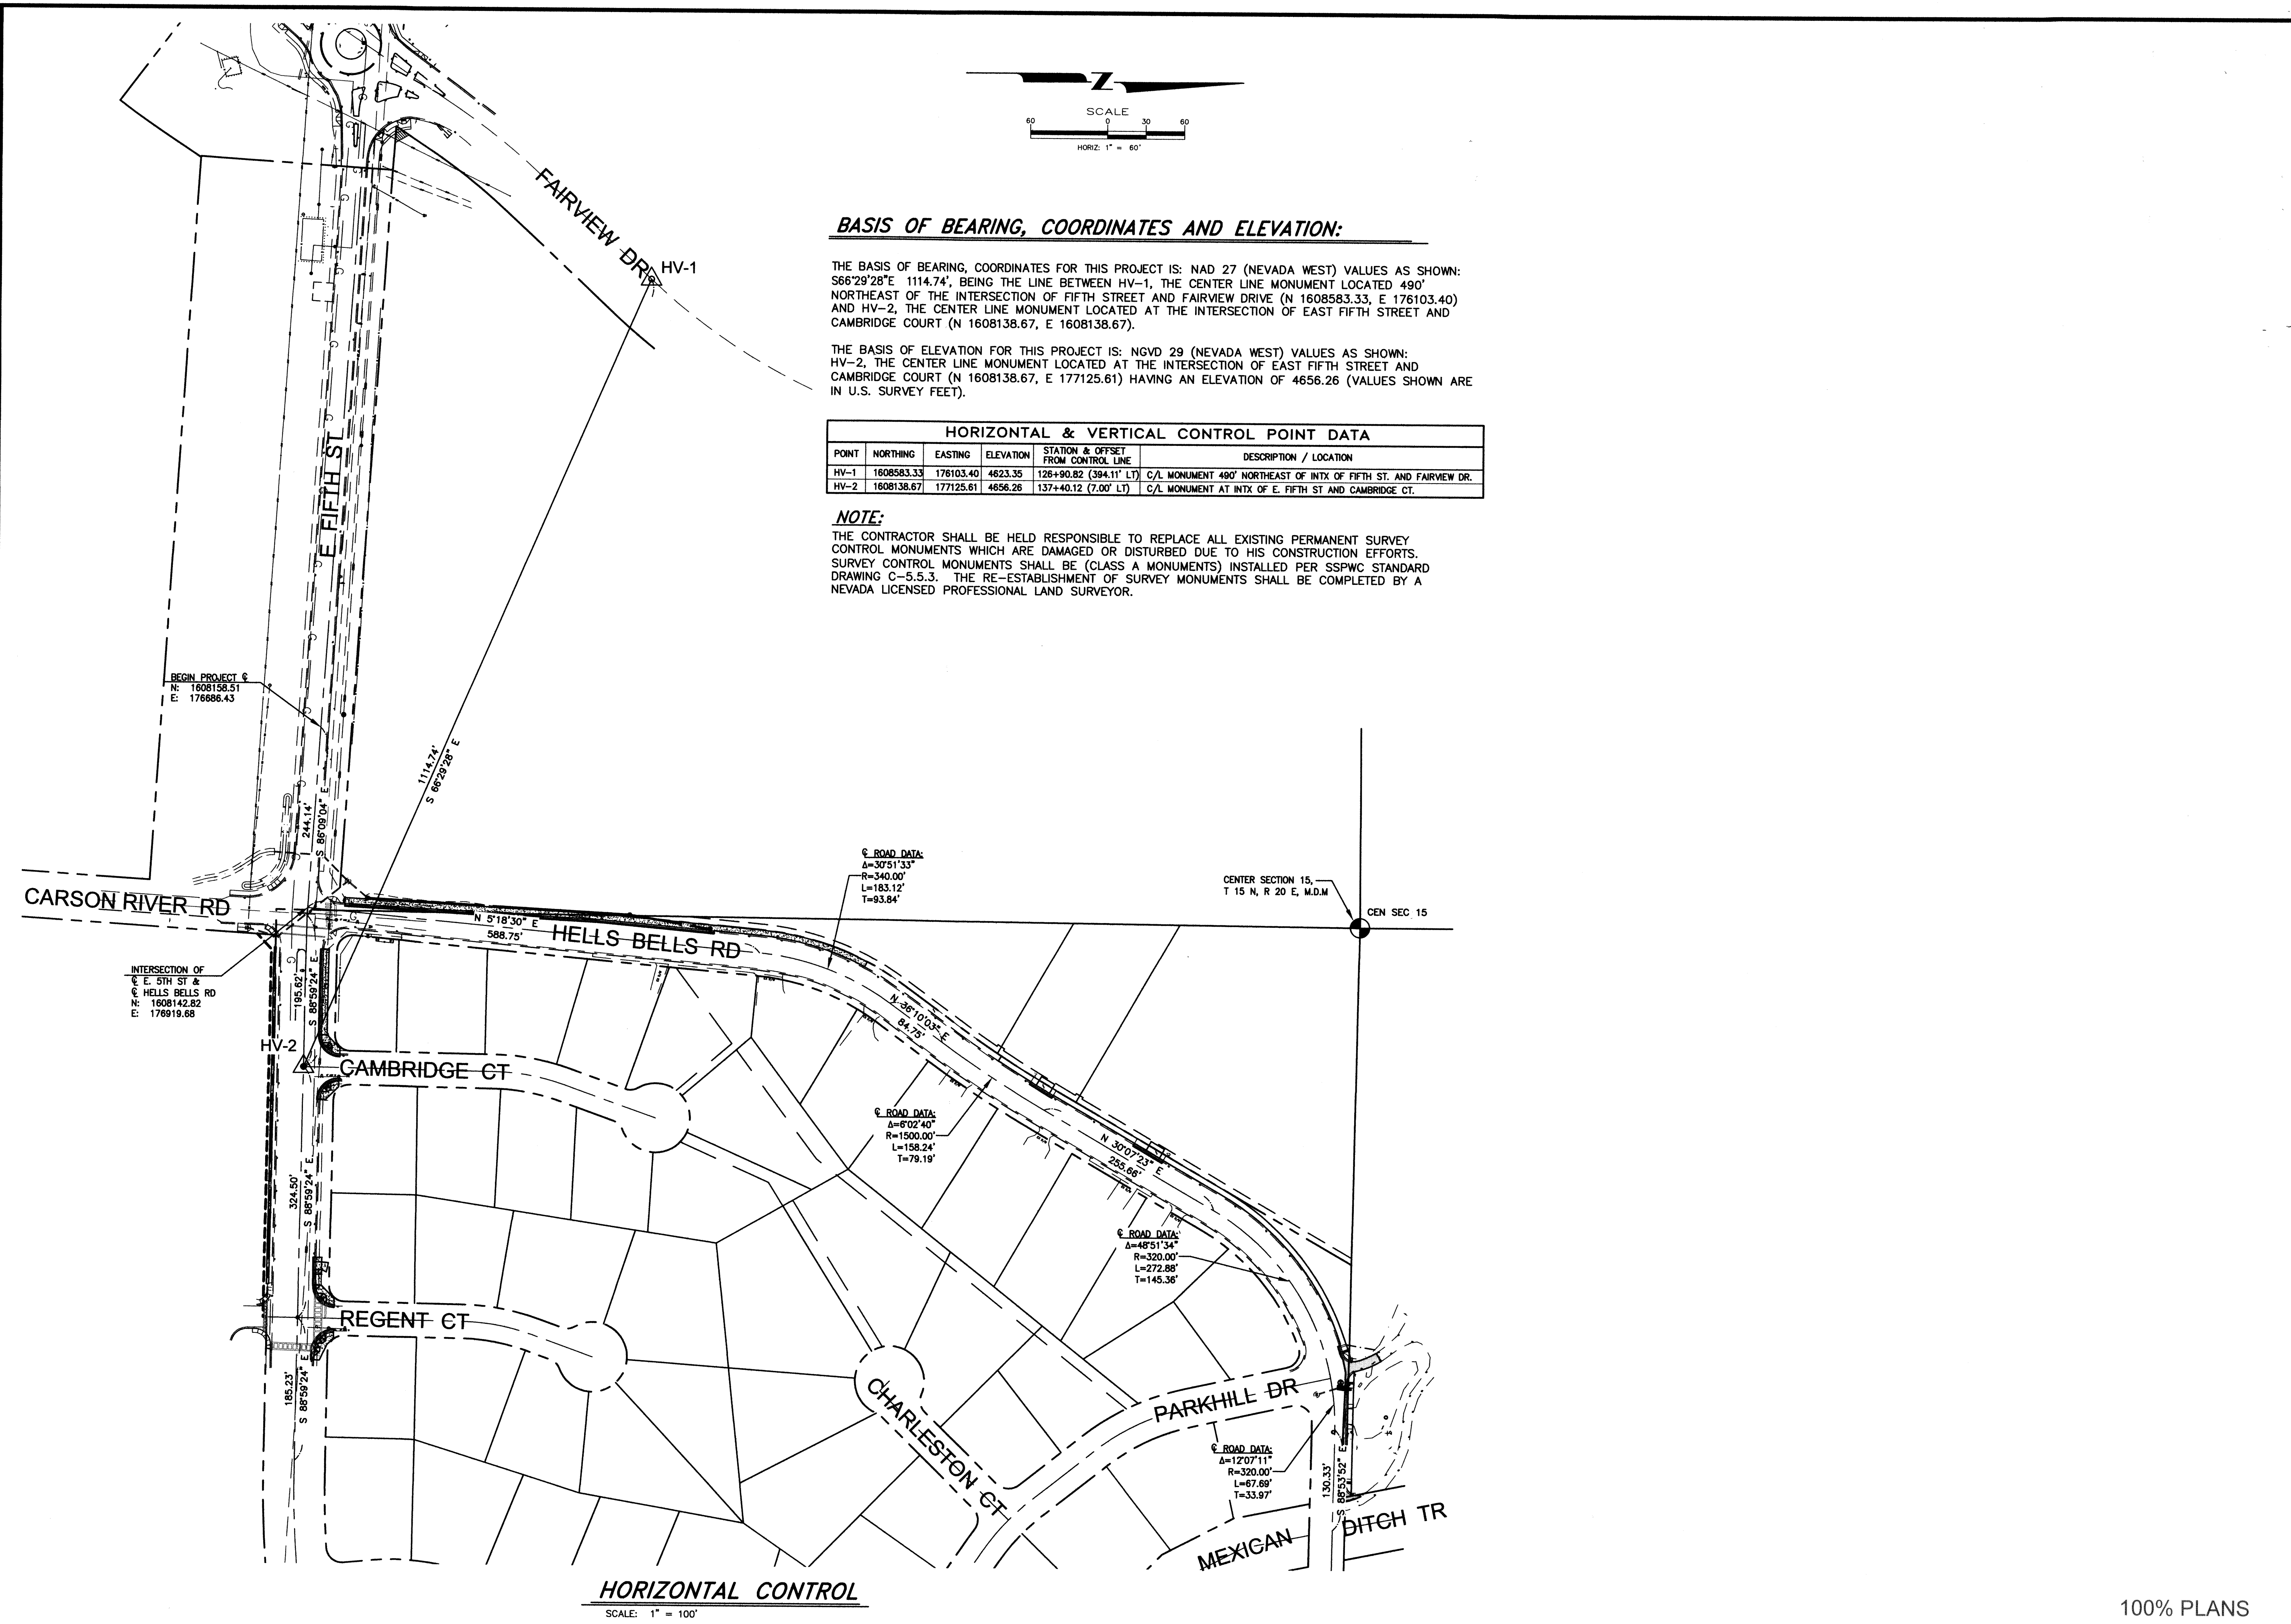 Z
SCALE
60 0 30 60
HORIZ: 1" = 60'
BASIS OF BEARING, COORDINATES AND ELEVATION:
THE BASIS OF BEARING, COORDINATES FOR THIS PROJECT IS: NAD 27 (NEVADA WEST) VALUES AS SHOWN:
S66°29'28"E 1114.74', BEING THE LINE BETWEEN HV-1, THE CENTER LINE MONUMENT LOCATED 490'
NORTHEAST OF THE INTERSECTION OF FIFTH STREET AND FAIRVIEW DRIVE (N 1608583.33, E 176103.40)
AND HV-2, THE CENTER LINE MONUMENT LOCATED AT THE INTERSECTION OF EAST FIFTH STREET AND
CAMBRIDGE COURT (N 1608138.67, E 1608138.67).
THE BASIS OF ELEVATION FOR THIS PROJECT IS: NGVD 29 (NEVADA WEST) VALUES AS SHOWN:
HV-2, THE CENTER LINE MONUMENT LOCATED AT THE INTERSECTION OF EAST FIFTH STREET AND
CAMBRIDGE COURT (N 1608138.67, E 177125.61) HAVING AN ELEVATION OF 4656.26 (VALUES SHOWN ARE
IN U.S. SURVEY FEET).
HORIZONTAL & VERTICAL CONTROL POINT DATA
POINT NORTHING EASTING ELEVATION STATION & OFFSET FROM CONTROL LINE DESCRIPTION / LOCATION
HV-1 1608583.33 176103.40 4623.35 126+90.82 (394.11' LT) C/L MONUMENT 490' NORTHEAST OF INTX OF FIFTH ST. AND FAIRVIEW DR.
HV-2 1608138.67 177125.61 4656.26 137+40.12 (7.00' LT) C/L MONUMENT AT INTX OF E. FIFTH ST AND CAMBRIDGE CT.
NOTE:
THE CONTRACTOR SHALL BE HELD RESPONSIBLE TO REPLACE ALL EXISTING PERMANENT SURVEY
CONTROL MONUMENTS WHICH ARE DAMAGED OR DISTURBED DUE TO HIS CONSTRUCTION EFFORTS.
SURVEY CONTROL MONUMENTS SHALL BE (CLASS A MONUMENTS) INSTALLED PER SSPWC STANDARD
DRAWING C-5.5.3. THE RE-ESTABLISHMENT OF SURVEY MONUMENTS SHALL BE COMPLETED BY A
NEVADA LICENSED PROFESSIONAL LAND SURVEYOR.
FAIRVIEW DR
HV-1
E FIFTH ST
BEGIN PROJECT ℄
N: 1608158.51
E: 176686.43
1114.74'
S 66°29'28" E
244.14'
S 86°09'04" E
CARSON RIVER RD
N 5°18'30" E
588.75'
HELLS BELLS RD
℄ ROAD DATA:
Δ=30°51'33"
R=340.00'
L=183.12'
T=93.84'
CENTER SECTION 15,
T 15 N, R 20 E, M.D.M
CEN SEC 15
INTERSECTION OF
℄ E. 5TH ST &
℄ HELLS BELLS RD
N: 1608142.82
E: 176919.68
195.62'
S 88°59'24" E
N 36°10'03" E
84.75'
HV-2
CAMBRIDGE CT
℄ ROAD DATA:
Δ=6°02'40"
R=1500.00'
L=158.24'
T=79.19'
N 30°07'23" E
255.66'
324.50'
S 88°59'24" E
℄ ROAD DATA:
Δ=48°51'34"
R=320.00'
L=272.88'
T=145.36'
REGENT CT
185.23'
S 88°59'24" E
CHARLESTON CT
PARKHILL DR
℄ ROAD DATA:
Δ=12°07'11"
R=320.00'
L=67.69'
T=33.97'
130.33'
S 88°53'52" E
MEXICAN DITCH TR
HORIZONTAL CONTROL
SCALE: 1" = 100'
100% PLANS